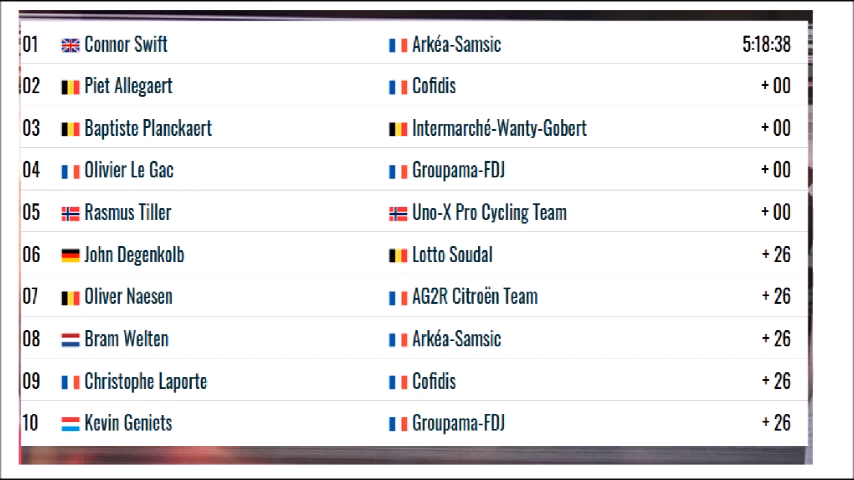 01 Connor Swift Arkéa-Samsic 5:18:38
02 Piet Allegaert Cofidis + 00
03 Baptiste Planckaert Intermarché-Wanty-Gobert + 00
04 Olivier Le Gac Groupama-FDJ + 00
05 Rasmus Tiller Uno-X Pro Cycling Team + 00
06 John Degenkolb Lotto Soudal + 26
07 Oliver Naesen AG2R Citroën Team + 26
08 Bram Welten Arkéa-Samsic + 26
09 Christophe Laporte Cofidis + 26
10 Kevin Geniets Groupama-FDJ + 26